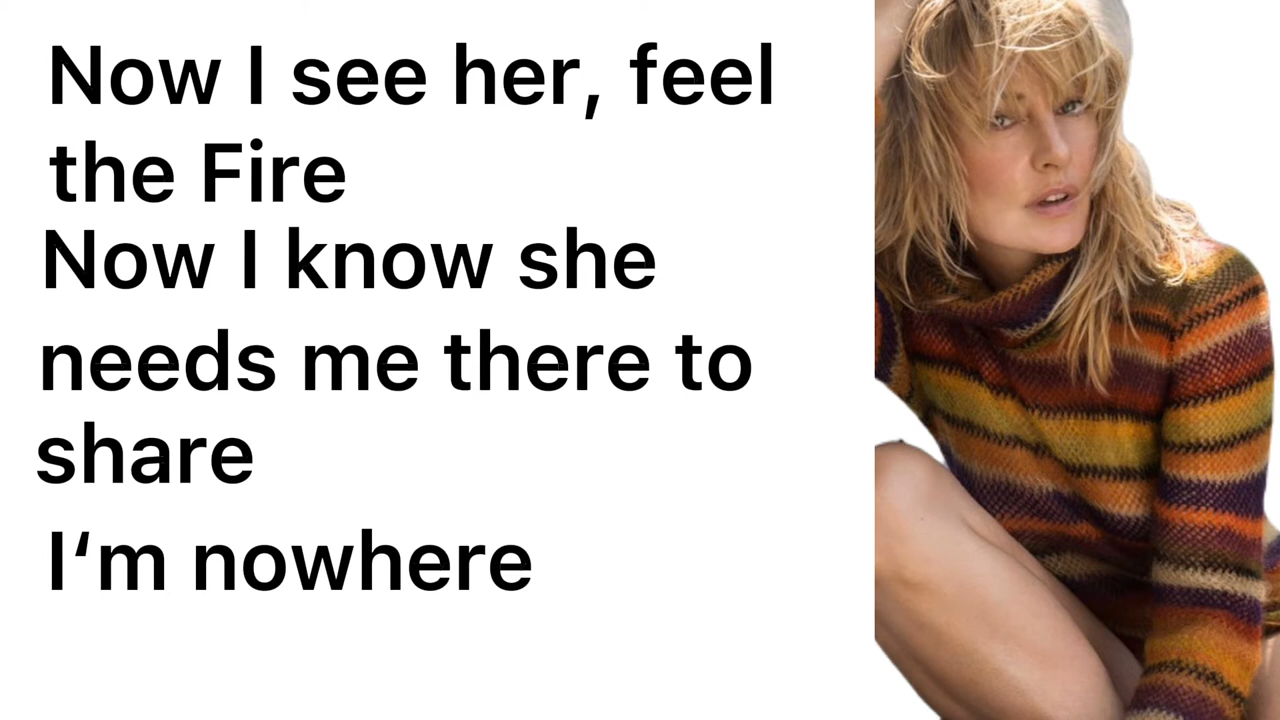 Now I see her, feel
the Fire
Now I know she
needs me there to
share
I‘m nowhere